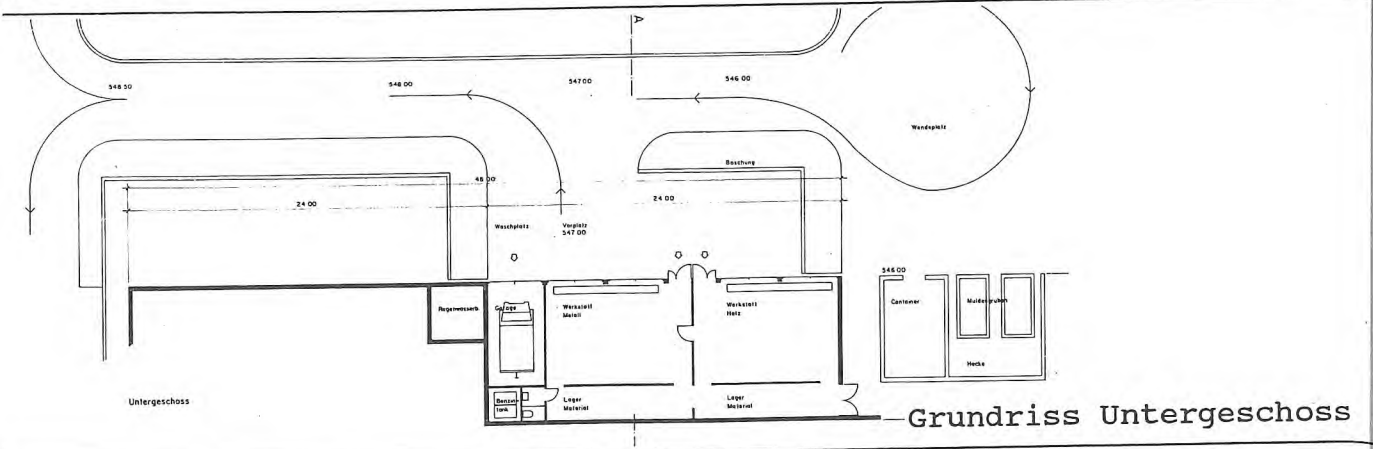 A
548 50
548 00
547 00
546 00
Wendeplatz
Böschung
48 00
24 00
24 00
Waschplatz
Vorplatz
547 00
546 00
Regenwasserb.
Garage
Werkstatt
Metall
Werkstatt
Holz
Container
Muldengruben
Hecke
Benzin-
tank
Lager
Material
Lager
Material
Untergeschoss
Grundriss Untergeschoss